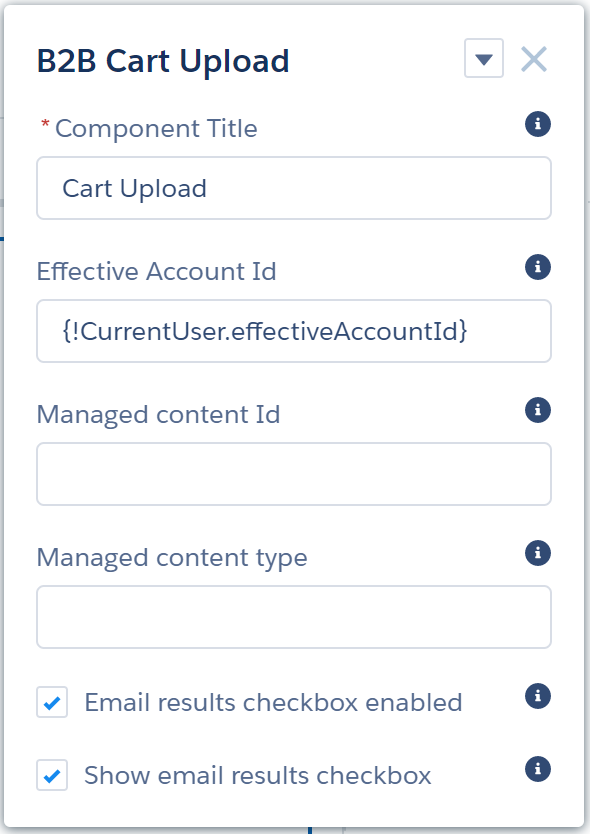 B2B Cart Upload
* Component Title
Cart Upload
Effective Account Id
{!CurrentUser.effectiveAccountId}
Managed content Id
Managed content type
Email results checkbox enabled
Show email results checkbox